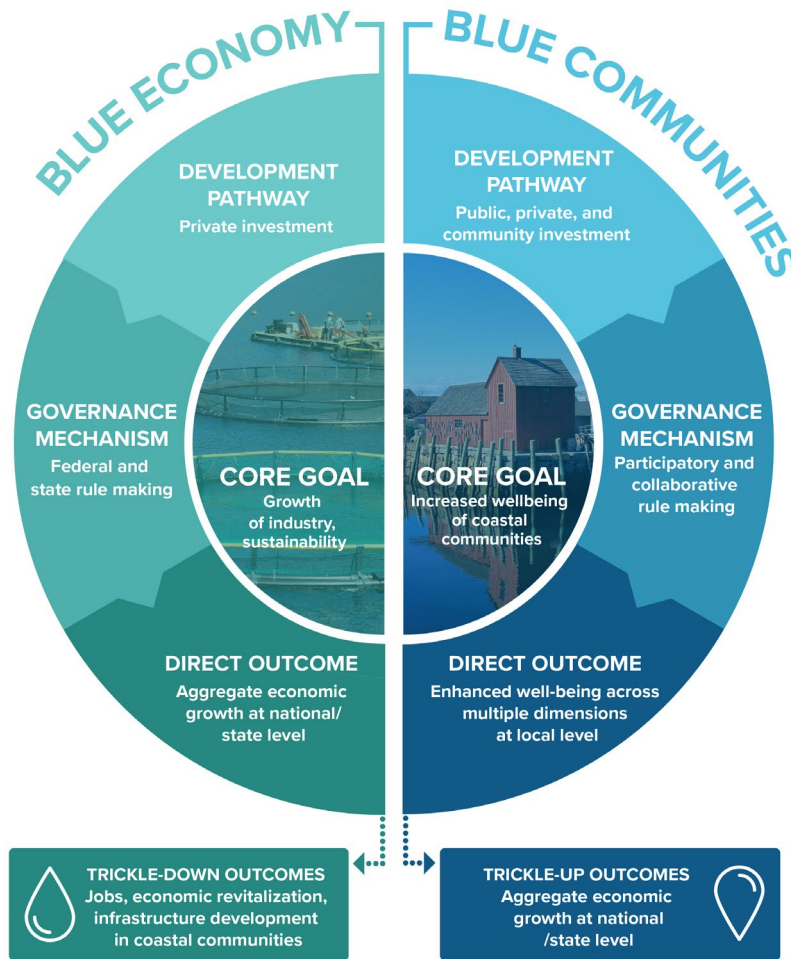 BLUE ECONOMY
DEVELOPMENT
PATHWAY
Private investment
GOVERNANCE
MECHANISM
Federal and
state rule making
CORE GOAL
Growth
of industry,
sustainability
DIRECT OUTCOME
Aggregate economic
growth at national/
state level
TRICKLE-DOWN OUTCOMES
Jobs, economic revitalization,
infrastructure development
in coastal communities
BLUE COMMUNITIES
DEVELOPMENT
PATHWAY
Public, private, and
community investment
GOVERNANCE
MECHANISM
Participatory and
collaborative
rule making
CORE GOAL
Increased wellbeing
of coastal
communities
DIRECT OUTCOME
Enhanced well-being across
multiple dimensions
at local level
TRICKLE-UP OUTCOMES
Aggregate economic
growth at national
/state level